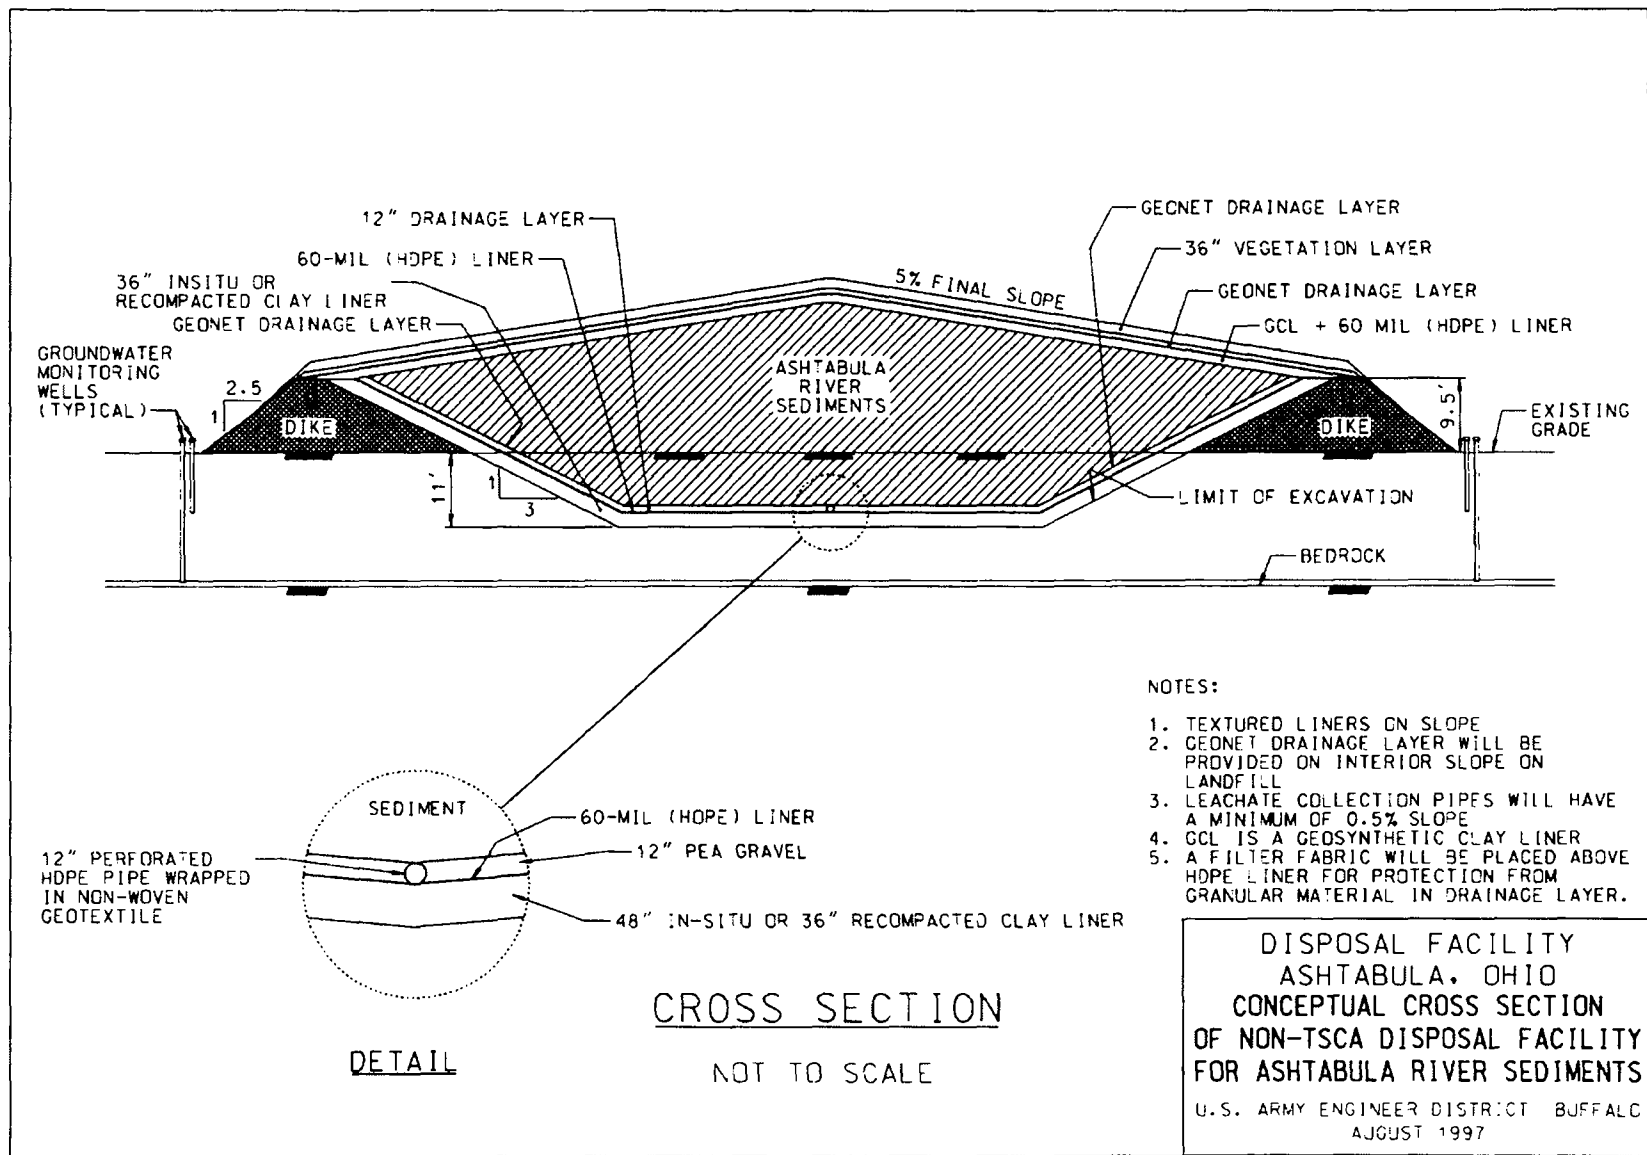 12" DRAINAGE LAYER
60-MIL (HDPE) LINER
36" INSITU OR
RECOMPACTED CLAY LINER
GEONET DRAINAGE LAYER
GROUNDWATER
MONITORING
WELLS
(TYPICAL)
2.5
1
DIKE
11'
1
3
5% FINAL SLOPE
ASHTABULA
RIVER
SEDIMENTS
GEONET DRAINAGE LAYER
36" VEGETATION LAYER
GEONET DRAINAGE LAYER
GCL + 60 MIL (HDPE) LINER
DIKE
9.5'
EXISTING
GRADE
LIMIT OF EXCAVATION
BEDROCK
SEDIMENT
60-MIL (HDPE) LINER
12" PEA GRAVEL
12" PERFORATED
HDPE PIPE WRAPPED
IN NON-WOVEN
GEOTEXTILE
48" IN-SITU OR 36" RECOMPACTED CLAY LINER
DETAIL
CROSS SECTION
NOT TO SCALE
NOTES:
1. TEXTURED LINERS ON SLOPE
2. GEONET DRAINAGE LAYER WILL BE
PROVIDED ON INTERIOR SLOPE ON
LANDFILL
3. LEACHATE COLLECTION PIPES WILL HAVE
A MINIMUM OF 0.5% SLOPE
4. GCL IS A GEOSYNTHETIC CLAY LINER
5. A FILTER FABRIC WILL BE PLACED ABOVE
HDPE LINER FOR PROTECTION FROM
GRANULAR MATERIAL IN DRAINAGE LAYER.
DISPOSAL FACILITY
ASHTABULA, OHIO
CONCEPTUAL CROSS SECTION
OF NON-TSCA DISPOSAL FACILITY
FOR ASHTABULA RIVER SEDIMENTS
U.S. ARMY ENGINEER DISTRICT BUFFALO
AUGUST 1997